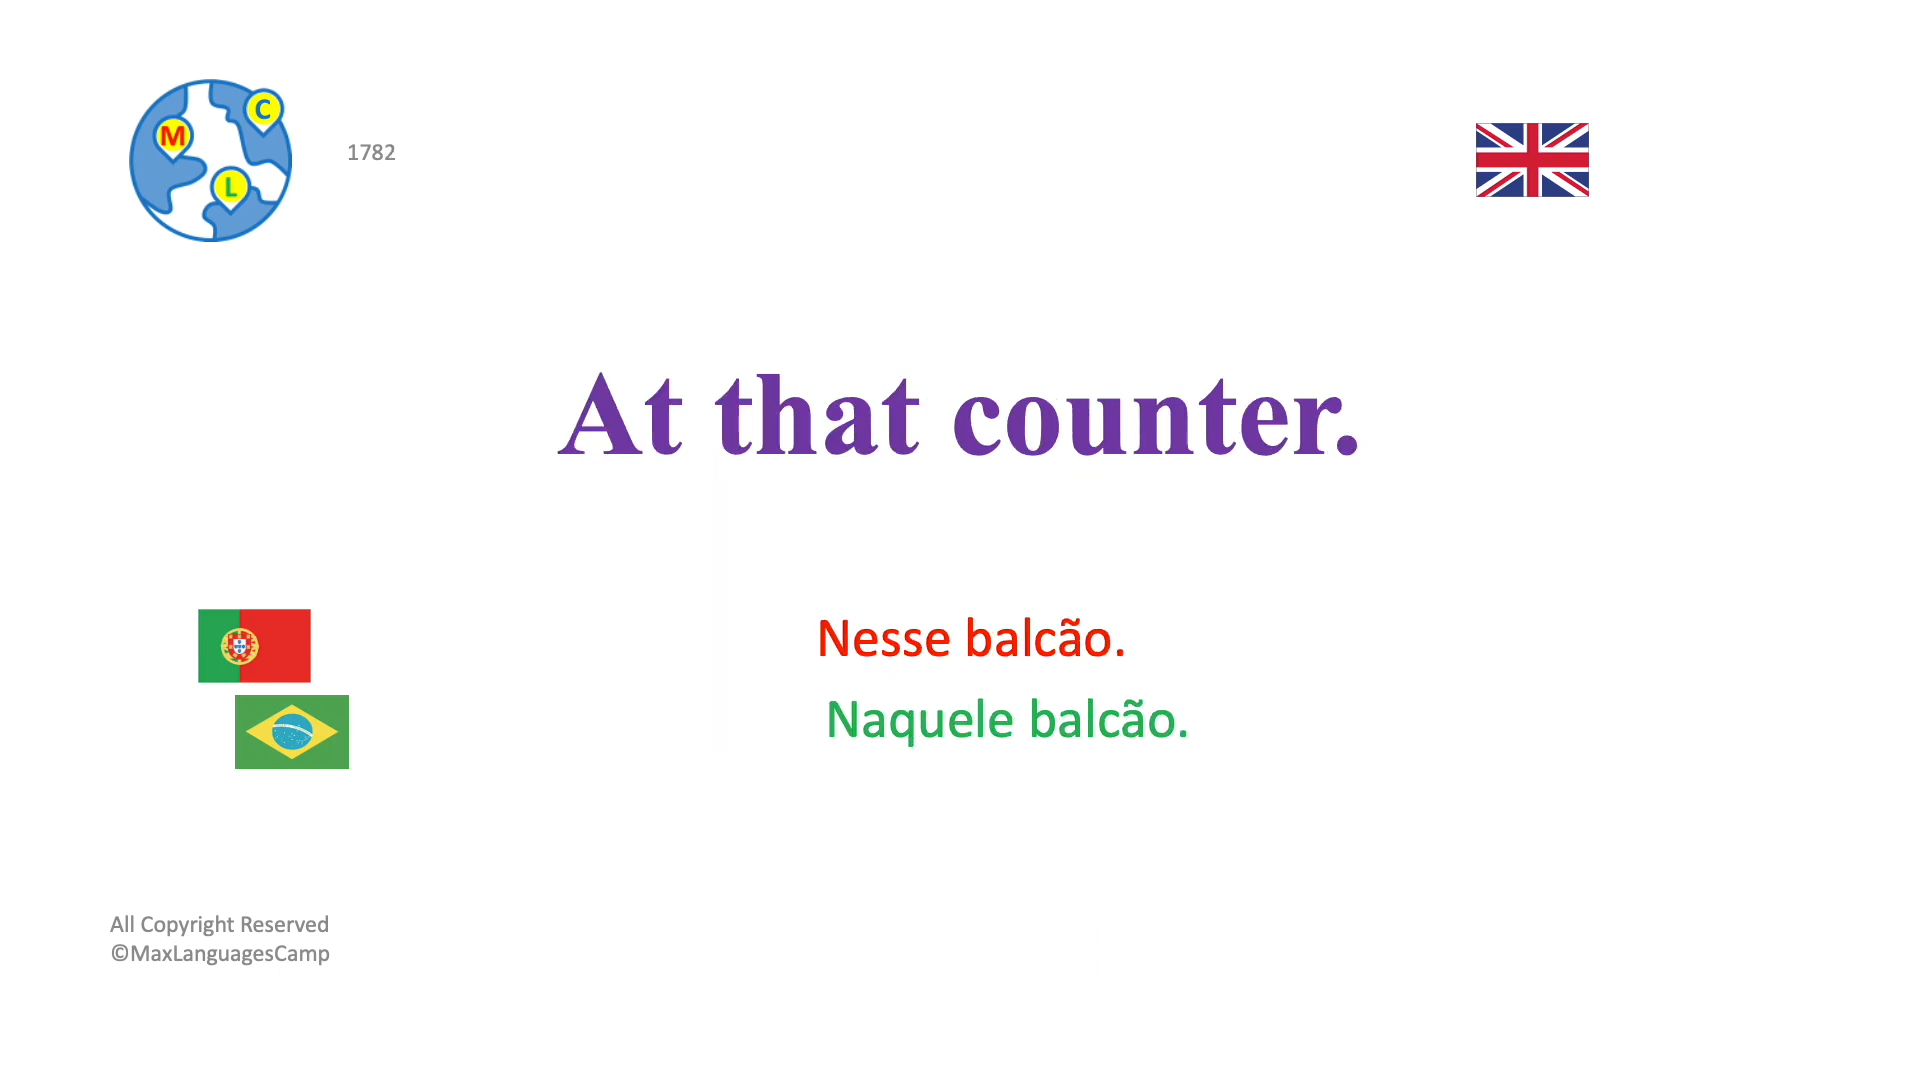 M
C
L
1782
At that counter.
Nesse balcão.
Naquele balcão.
All Copyright Reserved
©MaxLanguagesCamp